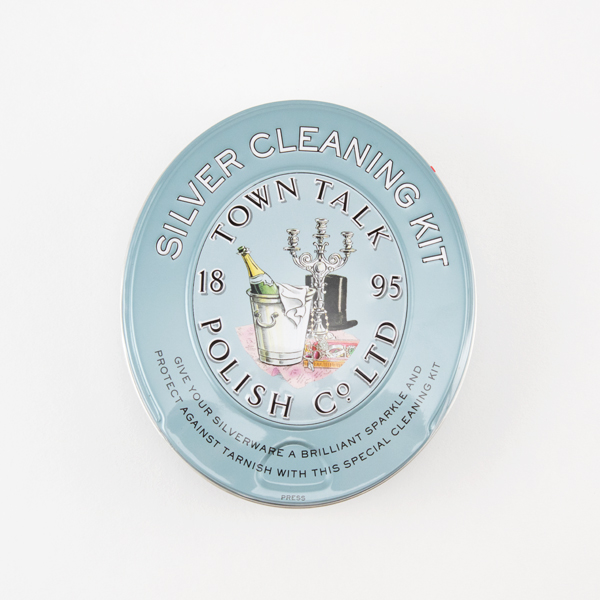 SILVER CLEANING KIT
TOWN TALK
18 95
POLISH Co LTD
GIVE YOUR SILVERWARE A BRILLIANT SPARKLE AND
PROTECT AGAINST TARNISH WITH THIS SPECIAL CLEANING KIT
PRESS